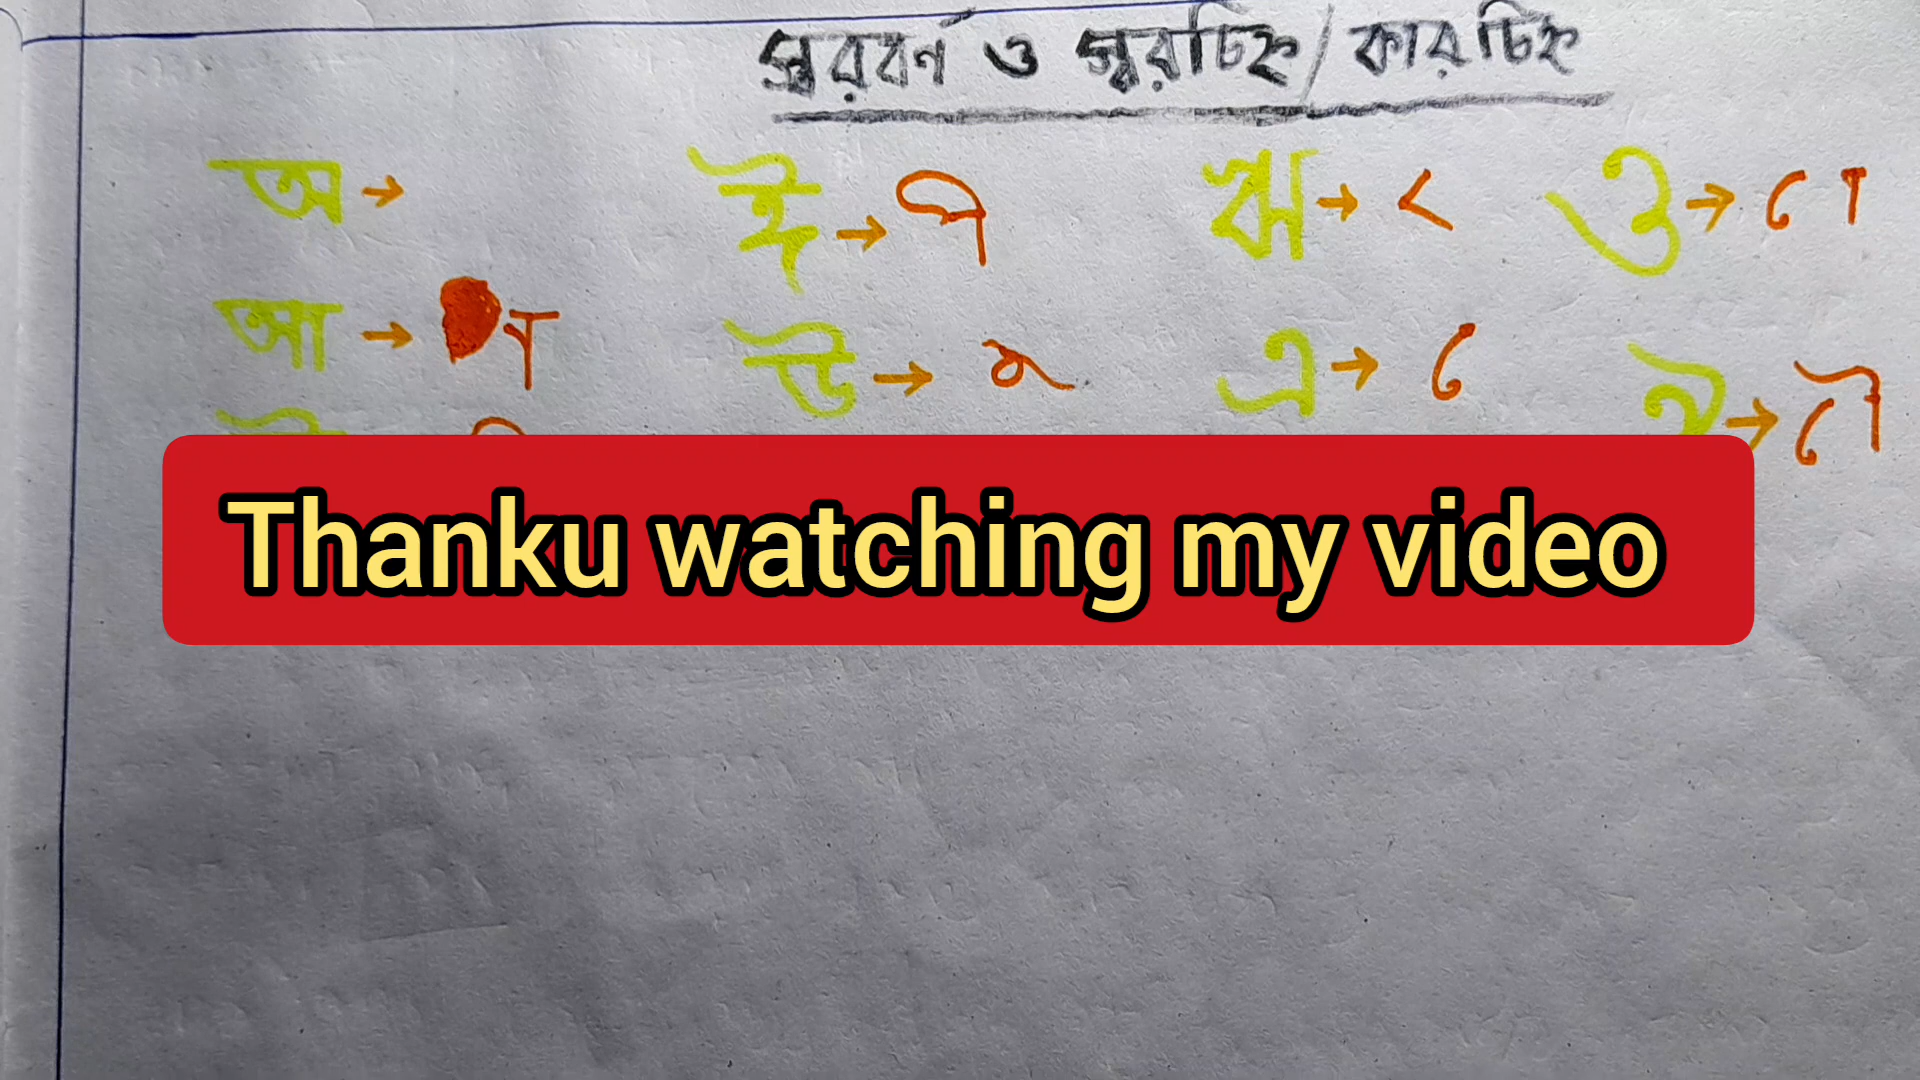 স্বরবর্ণ ও স্বরচিহ্ন/কারচিহ্ন
অ → ঈ → ী ঋ → ৃ ও → ো
আ → া উ → ু এ → ে ঔ → ৌ
Thanku watching my video